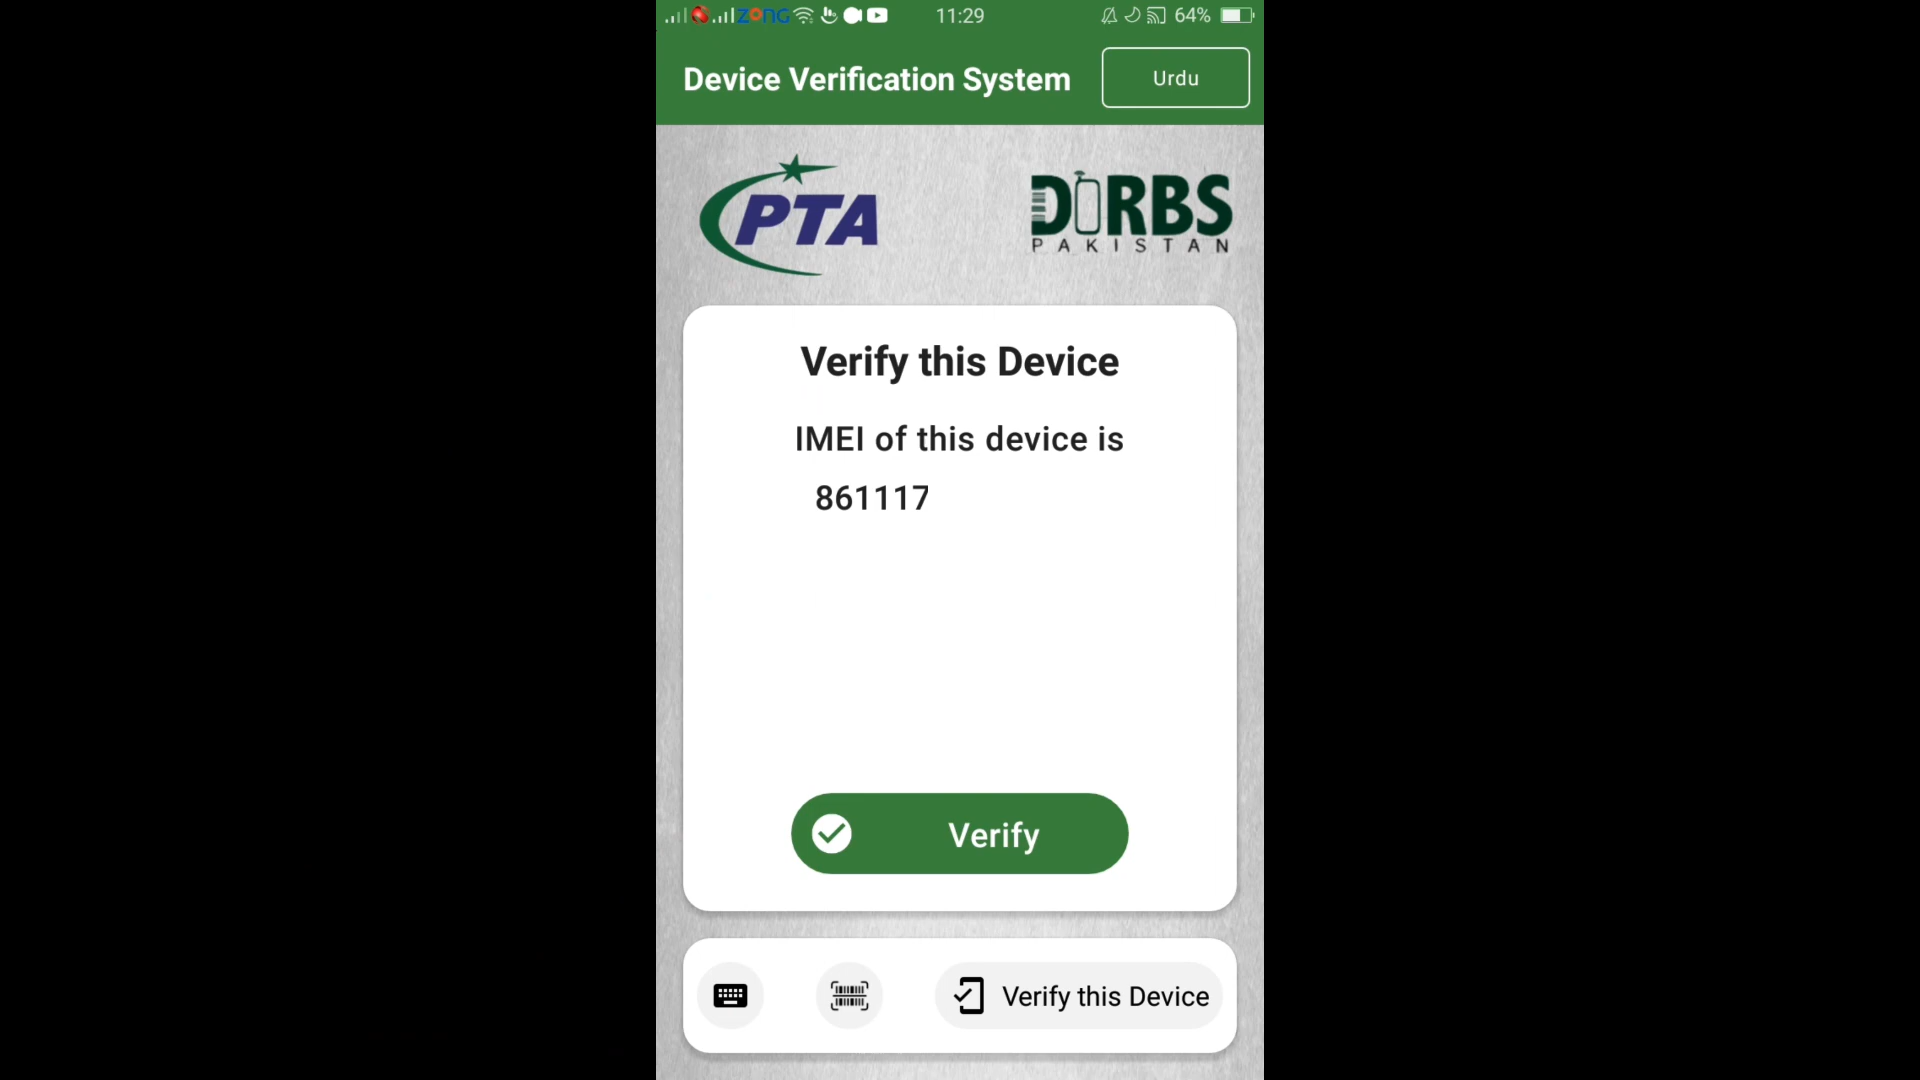 zong 11:29 64%
Device Verification System Urdu
PTA DIRBS
PAKISTAN
Verify this Device
IMEI of this device is
861117
Verify
Verify this Device